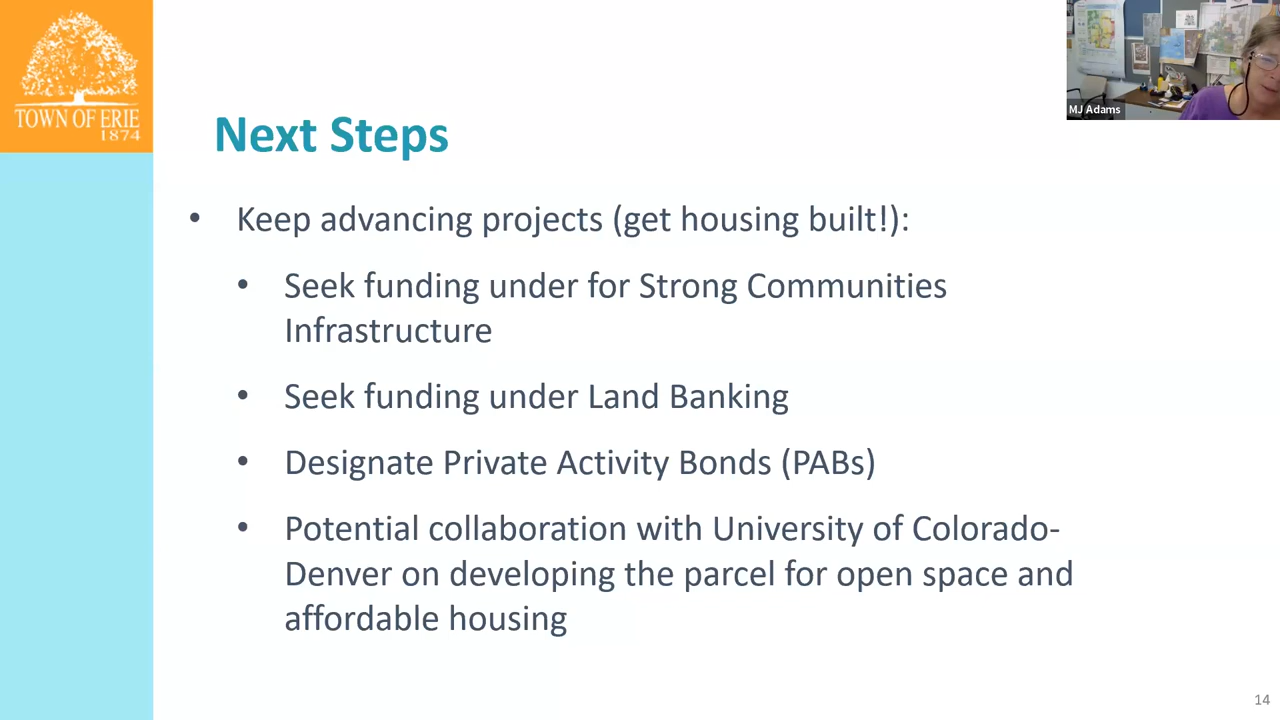 TOWN OF ERIE
1874
MJ Adams
Next Steps
• Keep advancing projects (get housing built!):
• Seek funding under for Strong Communities
Infrastructure
• Seek funding under Land Banking
• Designate Private Activity Bonds (PABs)
• Potential collaboration with University of Colorado-
Denver on developing the parcel for open space and
affordable housing
14